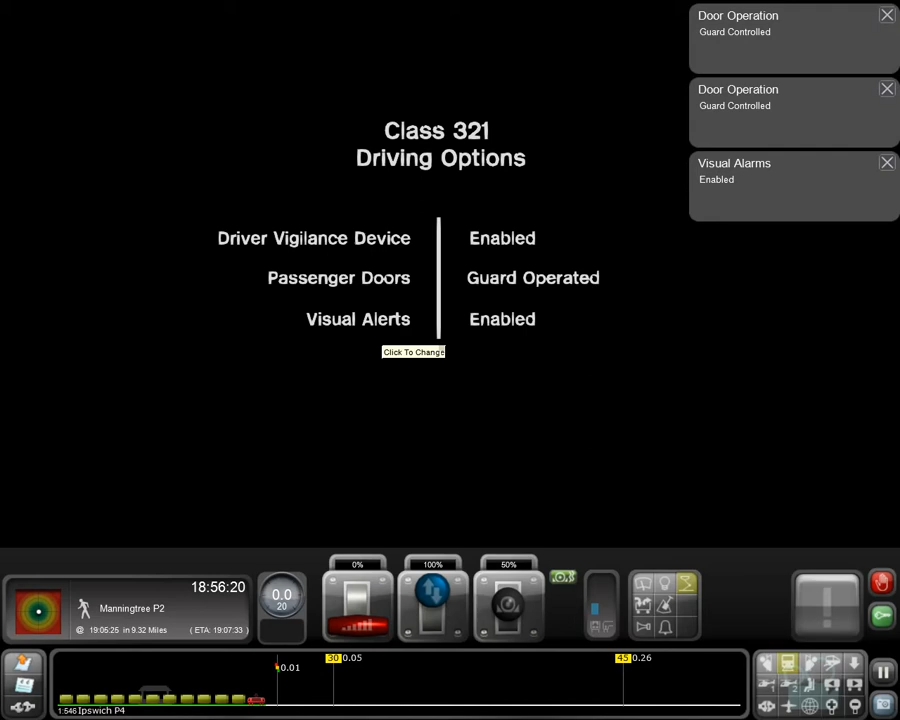 Door Operation
Guard Controlled
Door Operation
Guard Controlled
Visual Alarms
Enabled
Class 321
Driving Options
Driver Vigilance Device Enabled
Passenger Doors Guard Operated
Visual Alerts Enabled
Click To Change
18:56:20
Manningtree P2
@ 19:05:25 in 9.32 Miles ( ETA: 19:07:33 )
0.0
20
0%
100%
50%
0.01
30 0.05
45 0.26
1.546 Ipswich P4